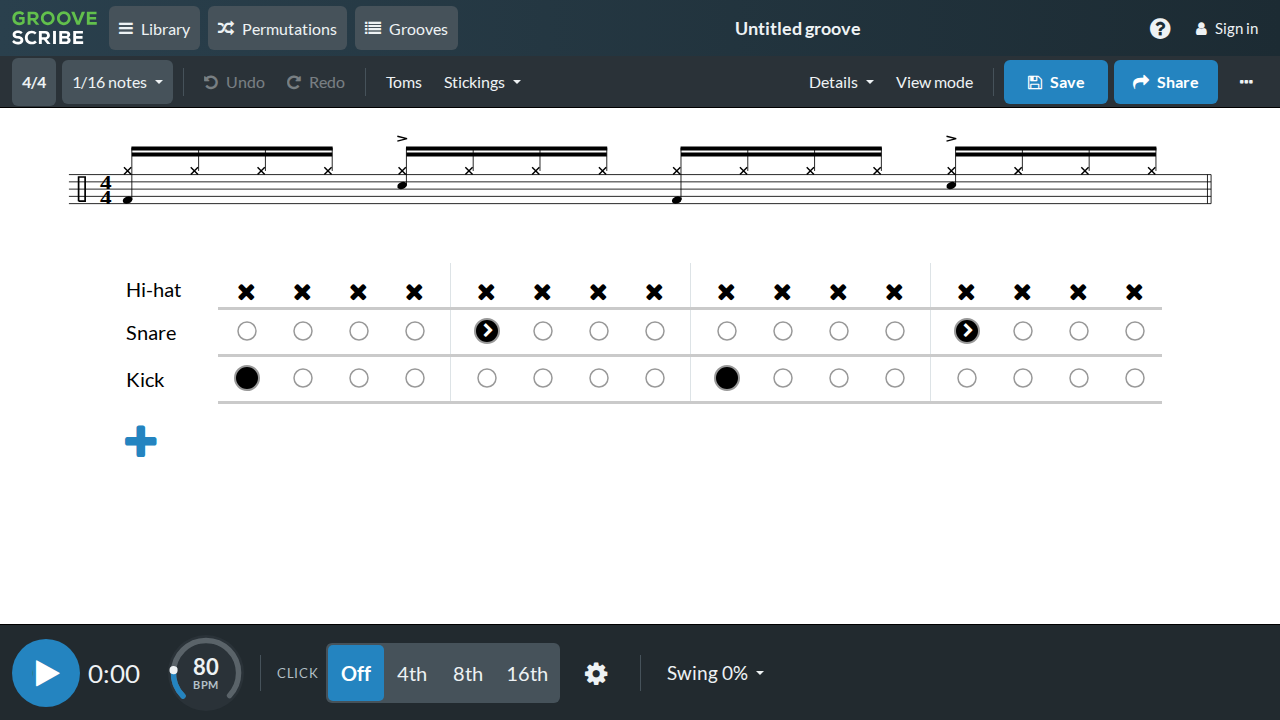 GROOVE
SCRIBE
Library
Permutations
Grooves
Untitled groove
Sign in
4/4
1/16 notes
Undo
Redo
Toms
Stickings
Details
View mode
Save
Share
4
4
Hi-hat
Snare
Kick
0:00
80
BPM
CLICK
Off
4th
8th
16th
Swing 0%